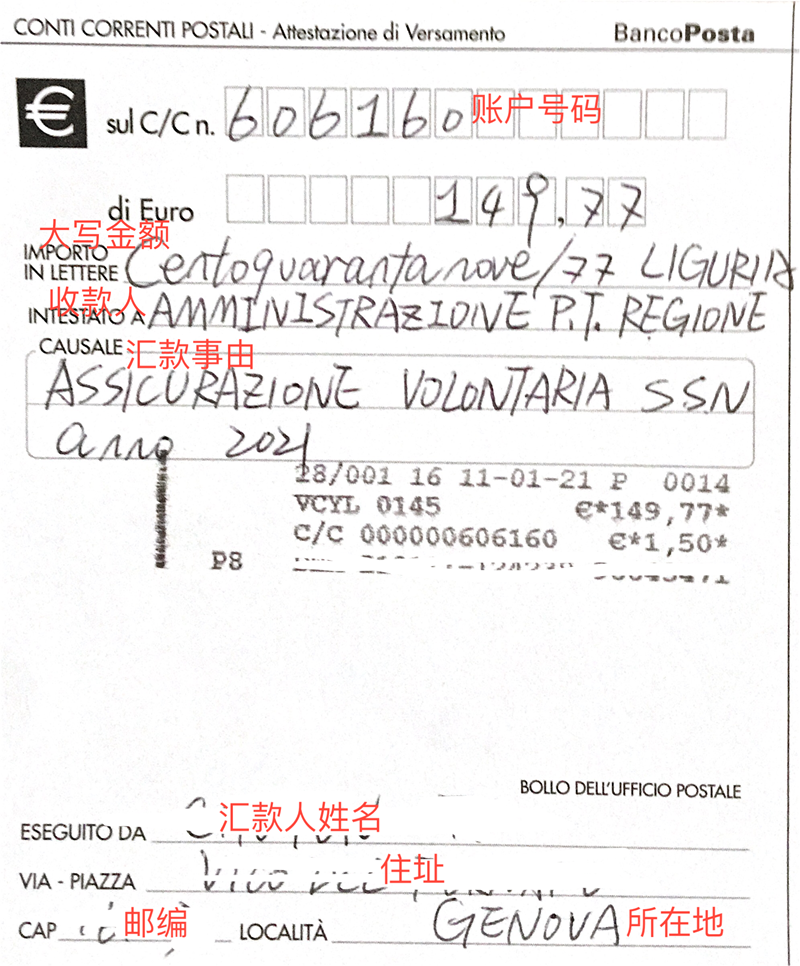 CONTI CORRENTI POSTALI - Attestazione di Versamento BancoPosta
€ sul C/C n. 606160 账户号码
di Euro 149,77
大写金额
IMPORTO IN LETTERE Centoquarantanove/77 LIGURIA
收款人
INTESTATO A AMMINISTRAZIONE P.T. REGIONE
CAUSALE 汇款事由
ASSICURAZIONE VOLONTARIA SSN
anno 2021
28/001 16 11-01-21 P 0014
VCYL 0145 €*149,77*
C/C 000000606160 €*1,50*
P8
BOLLO DELL'UFFICIO POSTALE
ESEGUITO DA 汇款人姓名
VIA - PIAZZA 住址
CAP 邮编 LOCALITÀ GENOVA 所在地